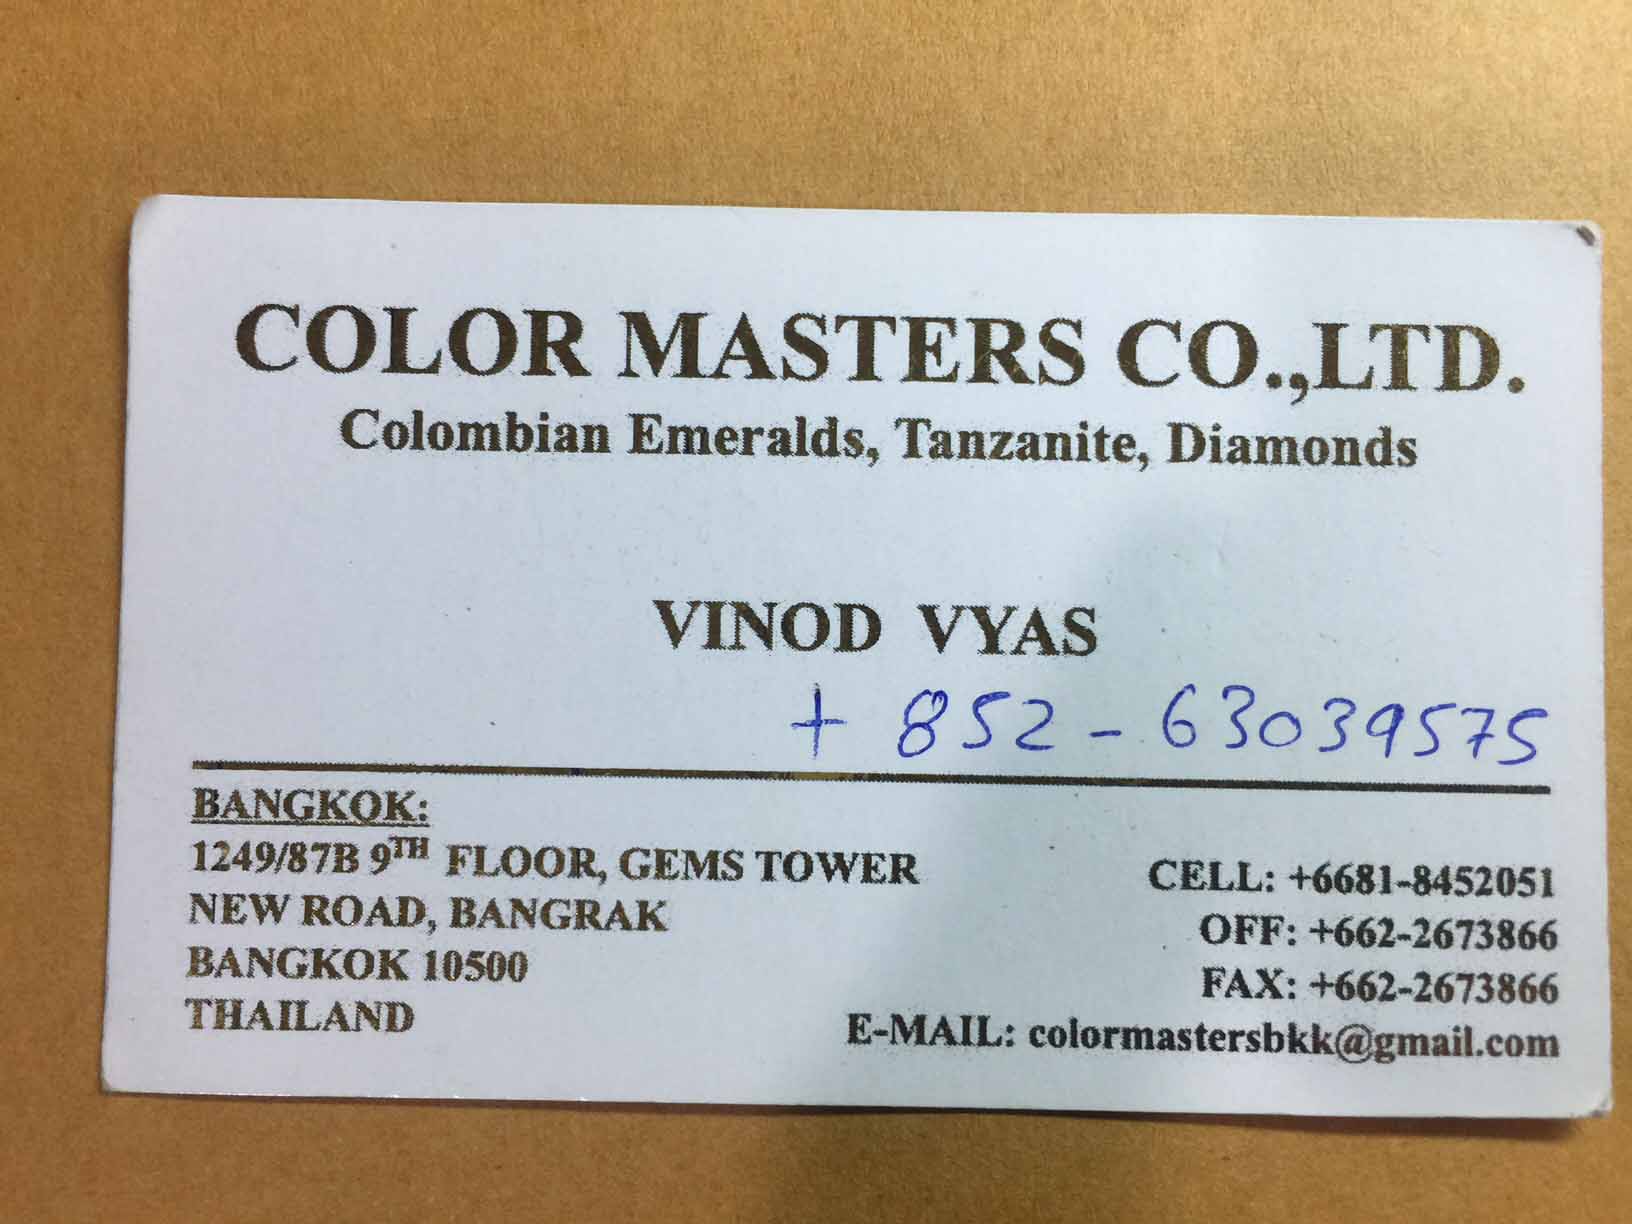 COLOR MASTERS CO.,LTD.
Colombian Emeralds, Tanzanite, Diamonds
VINOD VYAS
+ 852 - 63039575
BANGKOK:
1249/87B 9TH FLOOR, GEMS TOWER
NEW ROAD, BANGRAK
BANGKOK 10500
THAILAND
CELL: +6681-8452051
OFF: +662-2673866
FAX: +662-2673866
E-MAIL: colormastersbkk@gmail.com